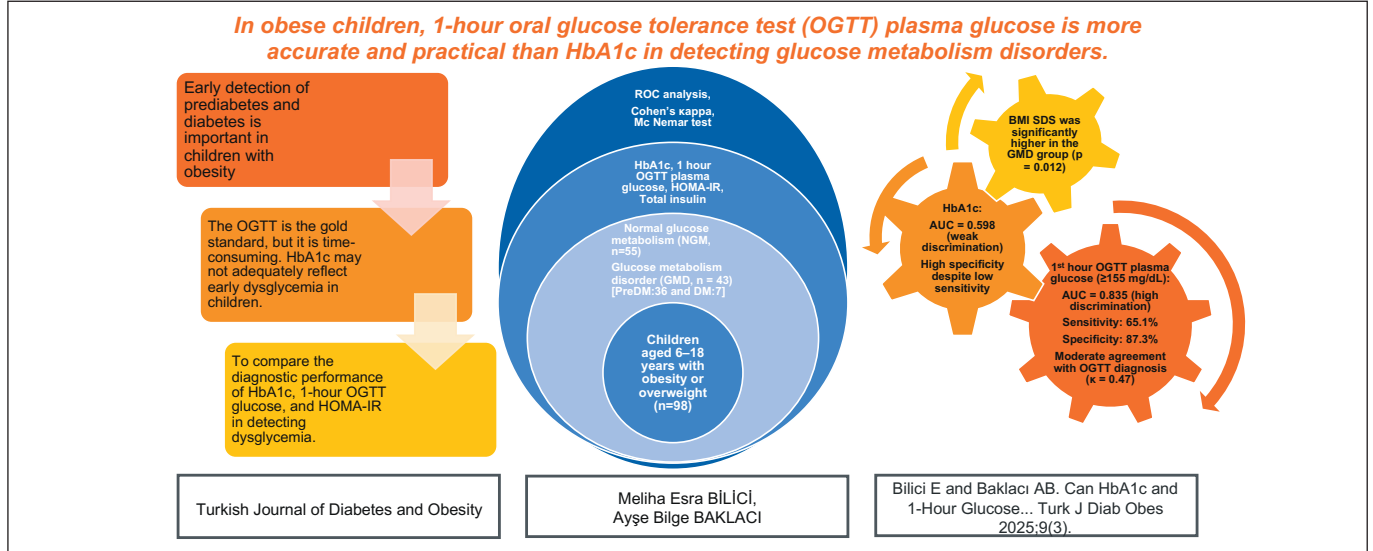 In obese children, 1-hour oral glucose tolerance test (OGTT) plasma glucose is more
accurate and practical than HbA1c in detecting glucose metabolism disorders.
Early detection of
prediabetes and
diabetes is
important in
children with
obesity
The OGTT is the gold
standard, but it is time-
consuming. HbA1c may
not adequately reflect
early dysglycemia in
children.
To compare the
diagnostic performance
of HbA1c, 1-hour OGTT
glucose, and HOMA-IR
in detecting
dysglycemia.
ROC analysis,
Cohen's κappa,
Mc Nemar test
HbA1c, 1 hour
OGTT plasma
glucose, HOMA-IR,
Total insulin
Normal glucose
metabolism (NGM,
n=55)
Glucose metabolism
disorder (GMD, n = 43)
[PreDM:36 and DM:7]
Children
aged 6–18
years with
obesity or
overweight
(n=98)
BMI SDS was
significantly
higher in the
GMD group (p
= 0.012)
HbA1c:
AUC = 0.598
(weak
discrimination)
High specificity
despite low
sensitivity
1st hour OGTT plasma
glucose (≥155 mg/dL):
AUC = 0.835 (high
discrimination)
Sensitivity: 65.1%
Specificity: 87.3%
Moderate agreement
with OGTT diagnosis
(κ = 0.47)
Turkish Journal of Diabetes and Obesity
Meliha Esra BİLİCİ,
Ayşe Bilge BAKLACI
Bilici E and Baklacı AB. Can HbA1c and
1-Hour Glucose... Turk J Diab Obes
2025;9(3).